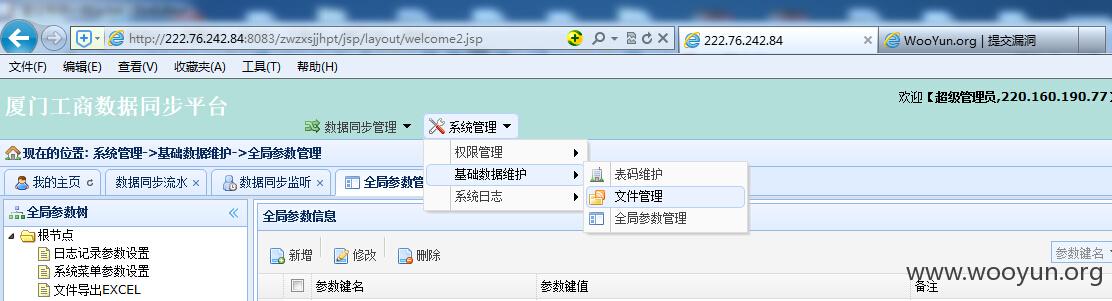 http://222.76.242.84:8083/zwzxsjjhpt/jsp/layout/welcome2.jsp
222.76.242.84
WooYun.org | 提交漏洞
文件(F) 编辑(E) 查看(V) 收藏夹(A) 工具(T) 帮助(H)
厦门工商数据同步平台
欢迎【超级管理员,220.160.190.77】
数据同步管理 系统管理
现在的位置: 系统管理->基础数据维护->全局参数管理
权限管理
基础数据维护
系统日志
表码维护
文件管理
全局参数管理
我的主页 数据同步流水 数据同步监听 全局参数管
全局参数树
全局参数信息
根节点
日志记录参数设置
系统菜单参数设置
文件导出EXCEL
新增 修改 删除
参数键名
参数键名 参数键值 备注
www.wooyun.org